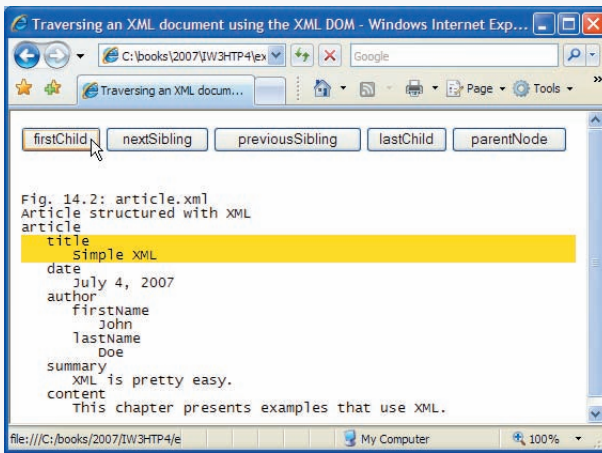 Traversing an XML document using the XML DOM - Windows Internet Exp...
C:\books\2007\IW3HTP4\ex
Google
Traversing an XML docum...
Page
Tools
»
firstChild
nextSibling
previousSibling
lastChild
parentNode
Fig. 14.2: article.xml
Article structured with XML
article
title
Simple XML
date
July 4, 2007
author
firstName
John
lastName
Doe
summary
XML is pretty easy.
content
This chapter presents examples that use XML.
file:///C:/books/2007/IW3HTP4/e
My Computer
100%